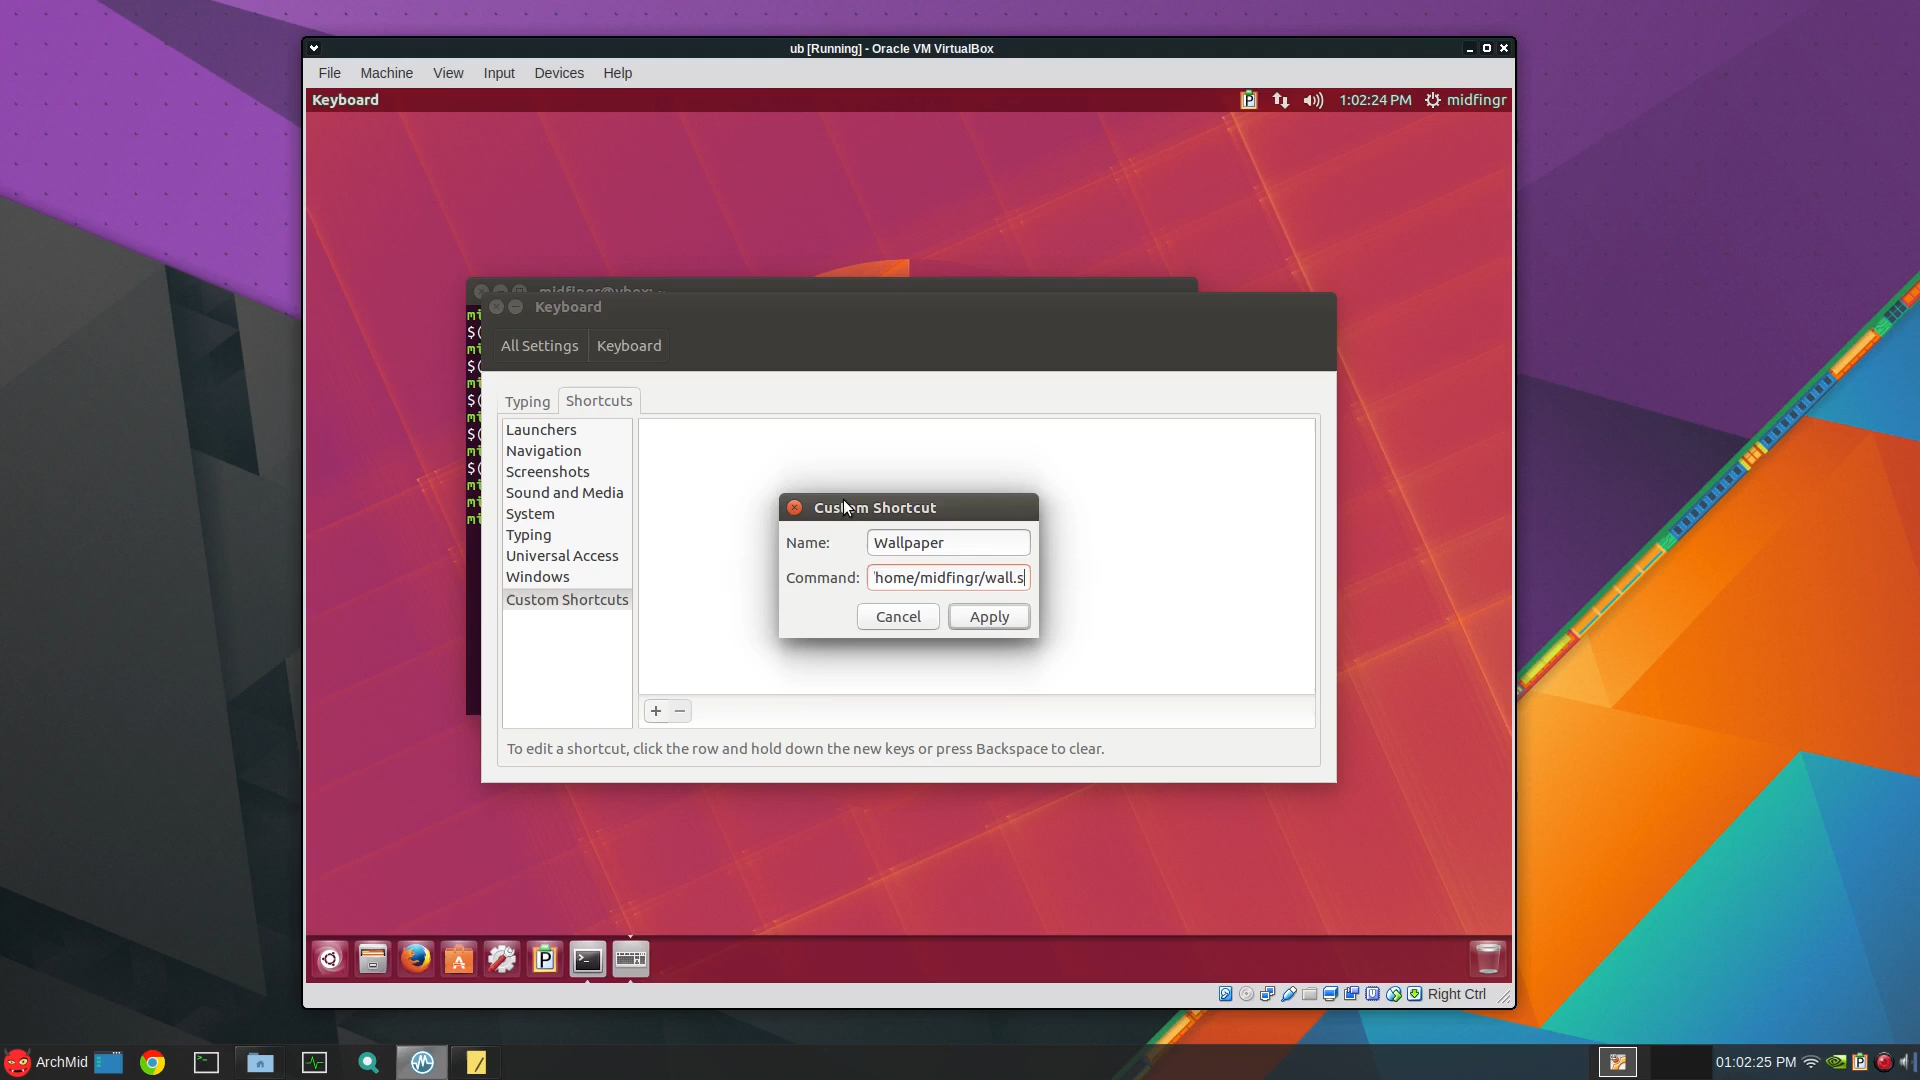 ub [Running] - Oracle VM VirtualBox
File Machine View Input Devices Help
Keyboard
1:02:24 PM midfingr
Keyboard
All Settings Keyboard
Typing Shortcuts
Launchers
Navigation
Screenshots
Sound and Media
System
Typing
Universal Access
Windows
Custom Shortcuts
Custom Shortcut
Name: Wallpaper
Command: home/midfingr/wall.s
Cancel Apply
+ −
To edit a shortcut, click the row and hold down the new keys or press Backspace to clear.
Right Ctrl
ArchMid
01:02:25 PM